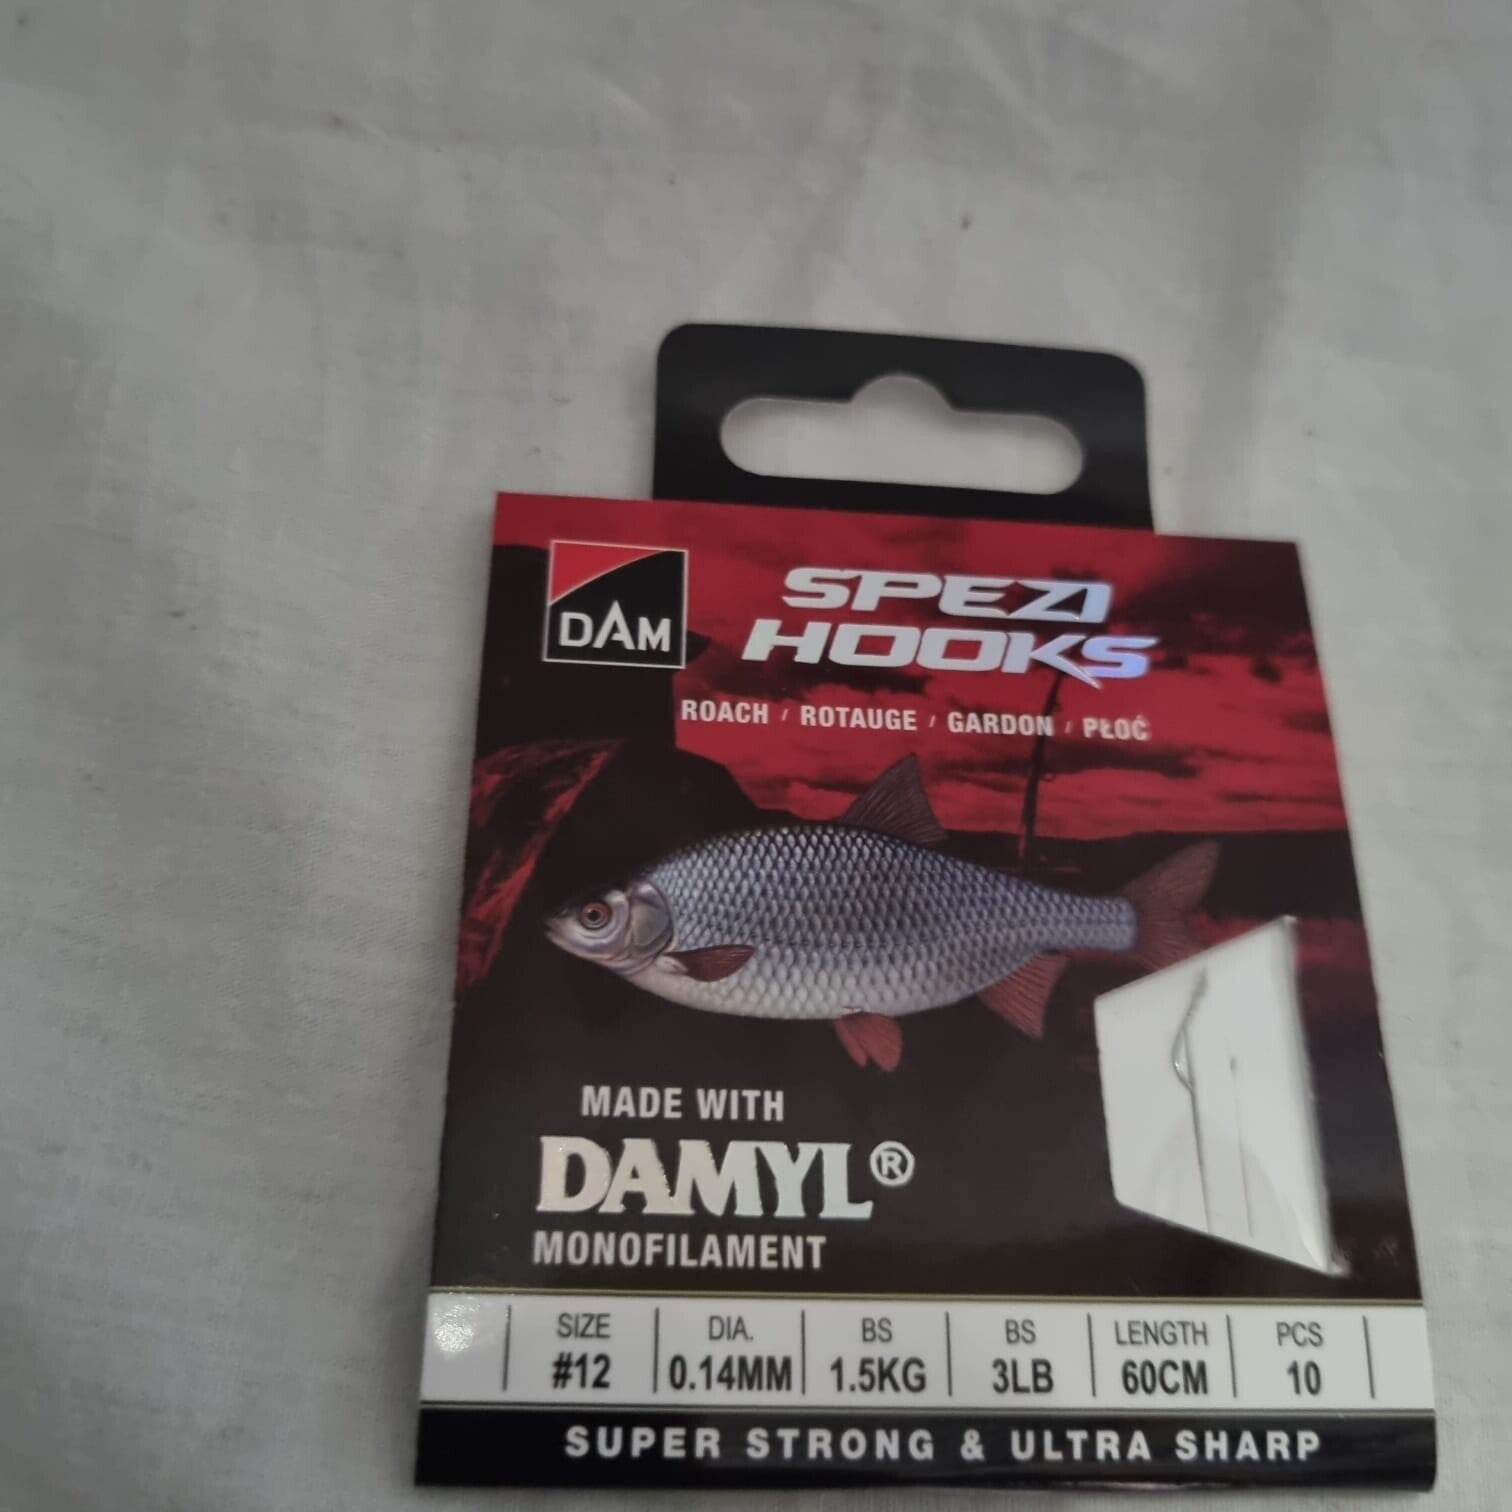 DAM
SPEZI
HOOKS
ROACH / ROTAUGE / GARDON / PŁOĆ
MADE WITH
DAMYL®
MONOFILAMENT
SIZE DIA. BS BS LENGTH PCS
#12 0.14MM 1.5KG 3LB 60CM 10
SUPER STRONG & ULTRA SHARP